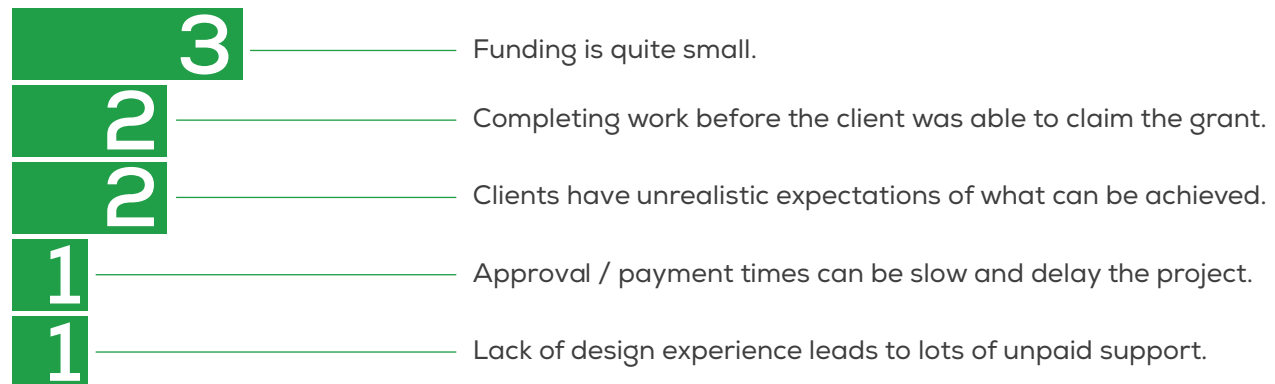 3 Funding is quite small.
2 Completing work before the client was able to claim the grant.
2 Clients have unrealistic expectations of what can be achieved.
1 Approval / payment times can be slow and delay the project.
1 Lack of design experience leads to lots of unpaid support.